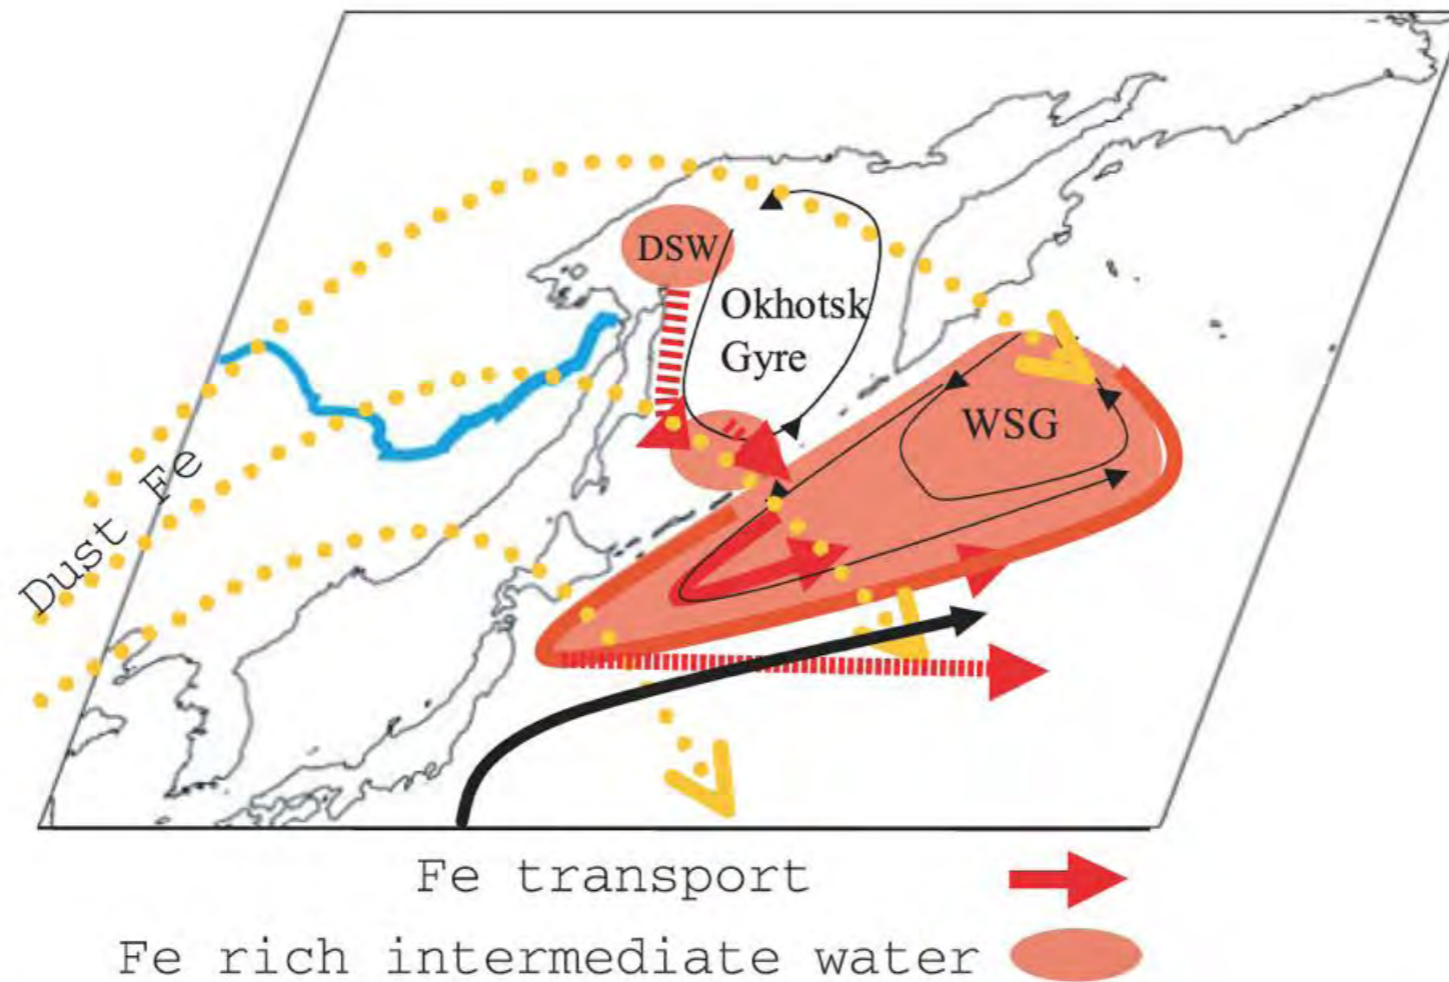 DSW
Okhotsk
Gyre
WSG
Dust Fe
Fe transport
Fe rich intermediate water